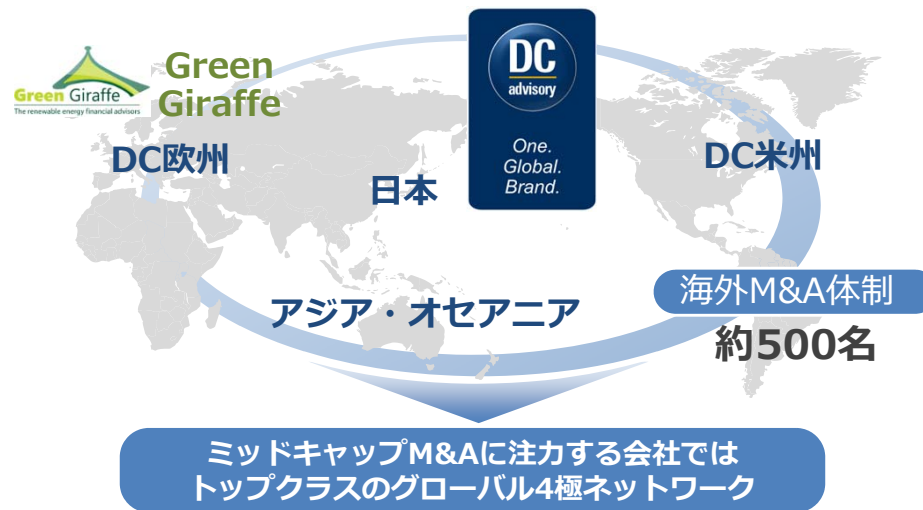 Green Giraffe
The renewable energy financial advisors
Green
Giraffe
DC
advisory
One.
Global.
Brand.
DC欧州
日本
DC米州
アジア・オセアニア
海外M&A体制
約500名
ミッドキャップM&Aに注力する会社では
トップクラスのグローバル4極ネットワーク